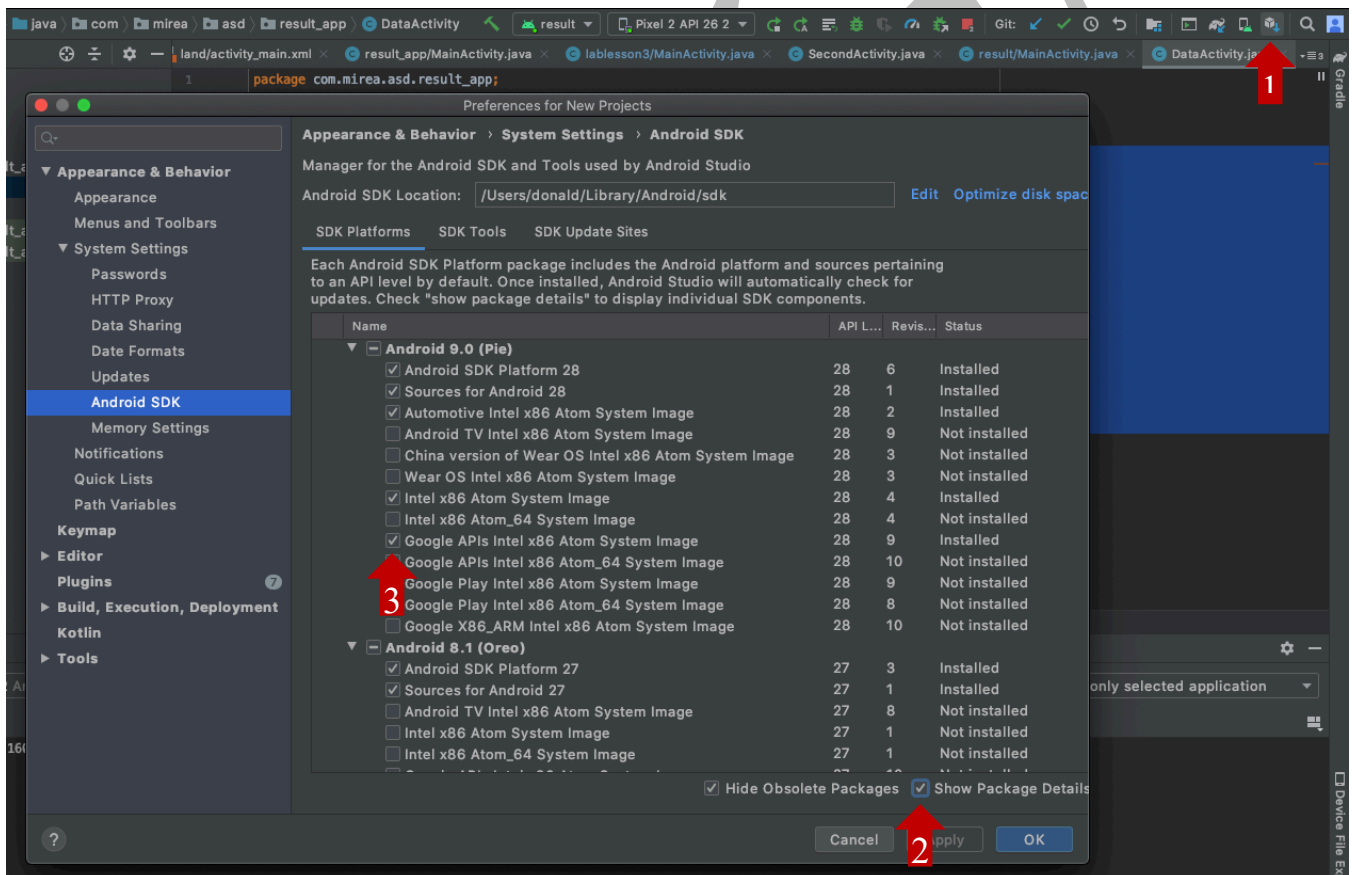 java com mirea asd result_app DataActivity result Pixel 2 API 26 2 Git:
land/activity_main.xml result_app/MainActivity.java lablesson3/MainActivity.java SecondActivity.java result/MainActivity.java DataActivity.ja 3
1
Gradle
1 package com.mirea.asd.result_app;
Preferences for New Projects
Appearance & Behavior
Appearance
Menus and Toolbars
System Settings
Passwords
HTTP Proxy
Data Sharing
Date Formats
Updates
Android SDK
Memory Settings
Notifications
Quick Lists
Path Variables
Keymap
Editor
Plugins 7
Build, Execution, Deployment
Kotlin
Tools
Appearance & Behavior › System Settings › Android SDK
Manager for the Android SDK and Tools used by Android Studio
Android SDK Location: /Users/donald/Library/Android/sdk Edit Optimize disk spac
SDK Platforms SDK Tools SDK Update Sites
Each Android SDK Platform package includes the Android platform and sources pertaining
to an API level by default. Once installed, Android Studio will automatically check for
updates. Check "show package details" to display individual SDK components.
Name API L... Revis... Status
Android 9.0 (Pie)
Android SDK Platform 28 28 6 Installed
Sources for Android 28 28 1 Installed
Automotive Intel x86 Atom System Image 28 2 Installed
Android TV Intel x86 Atom System Image 28 9 Not installed
China version of Wear OS Intel x86 Atom System Image 28 3 Not installed
Wear OS Intel x86 Atom System Image 28 3 Not installed
Intel x86 Atom System Image 28 4 Installed
Intel x86 Atom_64 System Image 28 4 Not installed
Google APIs Intel x86 Atom System Image 28 9 Installed
Google APIs Intel x86 Atom_64 System Image 28 10 Not installed
Google Play Intel x86 Atom System Image 28 9 Not installed
3
Google Play Intel x86 Atom_64 System Image 28 8 Not installed
Google X86_ARM Intel x86 Atom System Image 28 10 Not installed
Android 8.1 (Oreo)
Android SDK Platform 27 27 3 Installed
Sources for Android 27 27 1 Installed
Android TV Intel x86 Atom System Image 27 8 Not installed
Intel x86 Atom System Image 27 1 Not installed
Intel x86 Atom_64 System Image 27 1 Not installed
Hide Obsolete Packages Show Package Details
? Cancel pply OK
2
only selected application
160
Device File Ex